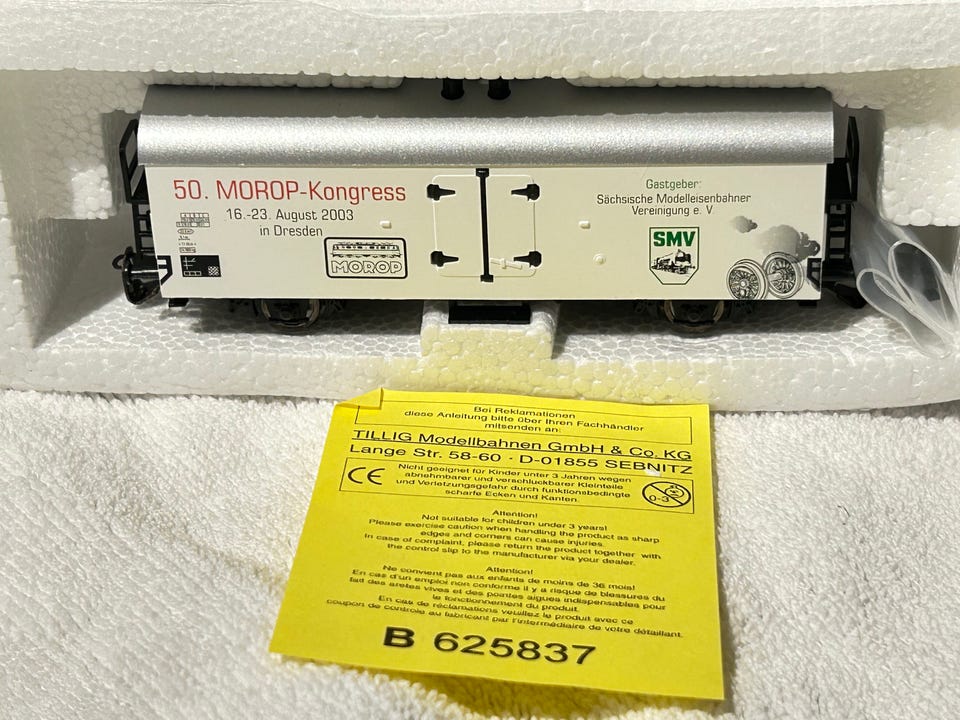 50. MOROP-Kongress
16.-23. August 2003
in Dresden
MOROP
Gastgeber:
Sächsische Modelleisenbahner
Vereinigung e. V.
SMV
Bei Reklamationen
diese Anleitung bitte über Ihren Fachhändler
mitsenden an:
TILLIG Modellbahnen GmbH & Co. KG
Lange Str. 58-60 · D-01855 SEBNITZ
CE
Nicht geeignet für Kinder unter 3 Jahren wegen
abnehmbarer und verschluckbarer Kleinteile
und Verletzungsgefahr durch funktionsbedingte
scharfe Ecken und Kanten.
0-3
Attention!
Not suitable for children under 3 years!
Please exercise caution when handling the product as sharp
edges and corners can cause injuries.
In case of complaint, please return the product together with
the control slip to the manufacturer via your dealer.
Attention!
Ne convient pas aux enfants de moins de 36 mois!
En cas d'un emploi non conforme il y a risque de blessures du
fait des aretes vives et des pointes aigues indispensables pour
le fonctionnement du produit.
En cas de réclamations veuillez le produit avec ce
coupon de controle au fabricant par l'intermédiaire de votre détaillant.
B 625837